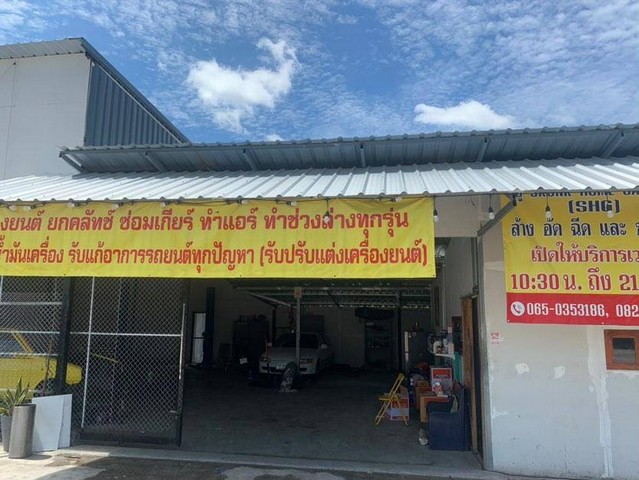 ยนต์ ยกคลัทช์ ซ่อมเกียร์ ทำแอร์ ทำช่วงล่างทุกรุ่น
น้ำมันเครื่อง รับแก้อาการรถยนต์ทุกปัญหา (รับปรับแต่งเครื่องยนต์)
(SHG)
ล้าง อัด ฉีด และ
เปิดให้บริการเว
10:30 น. ถึง 21
065-0353186, 082